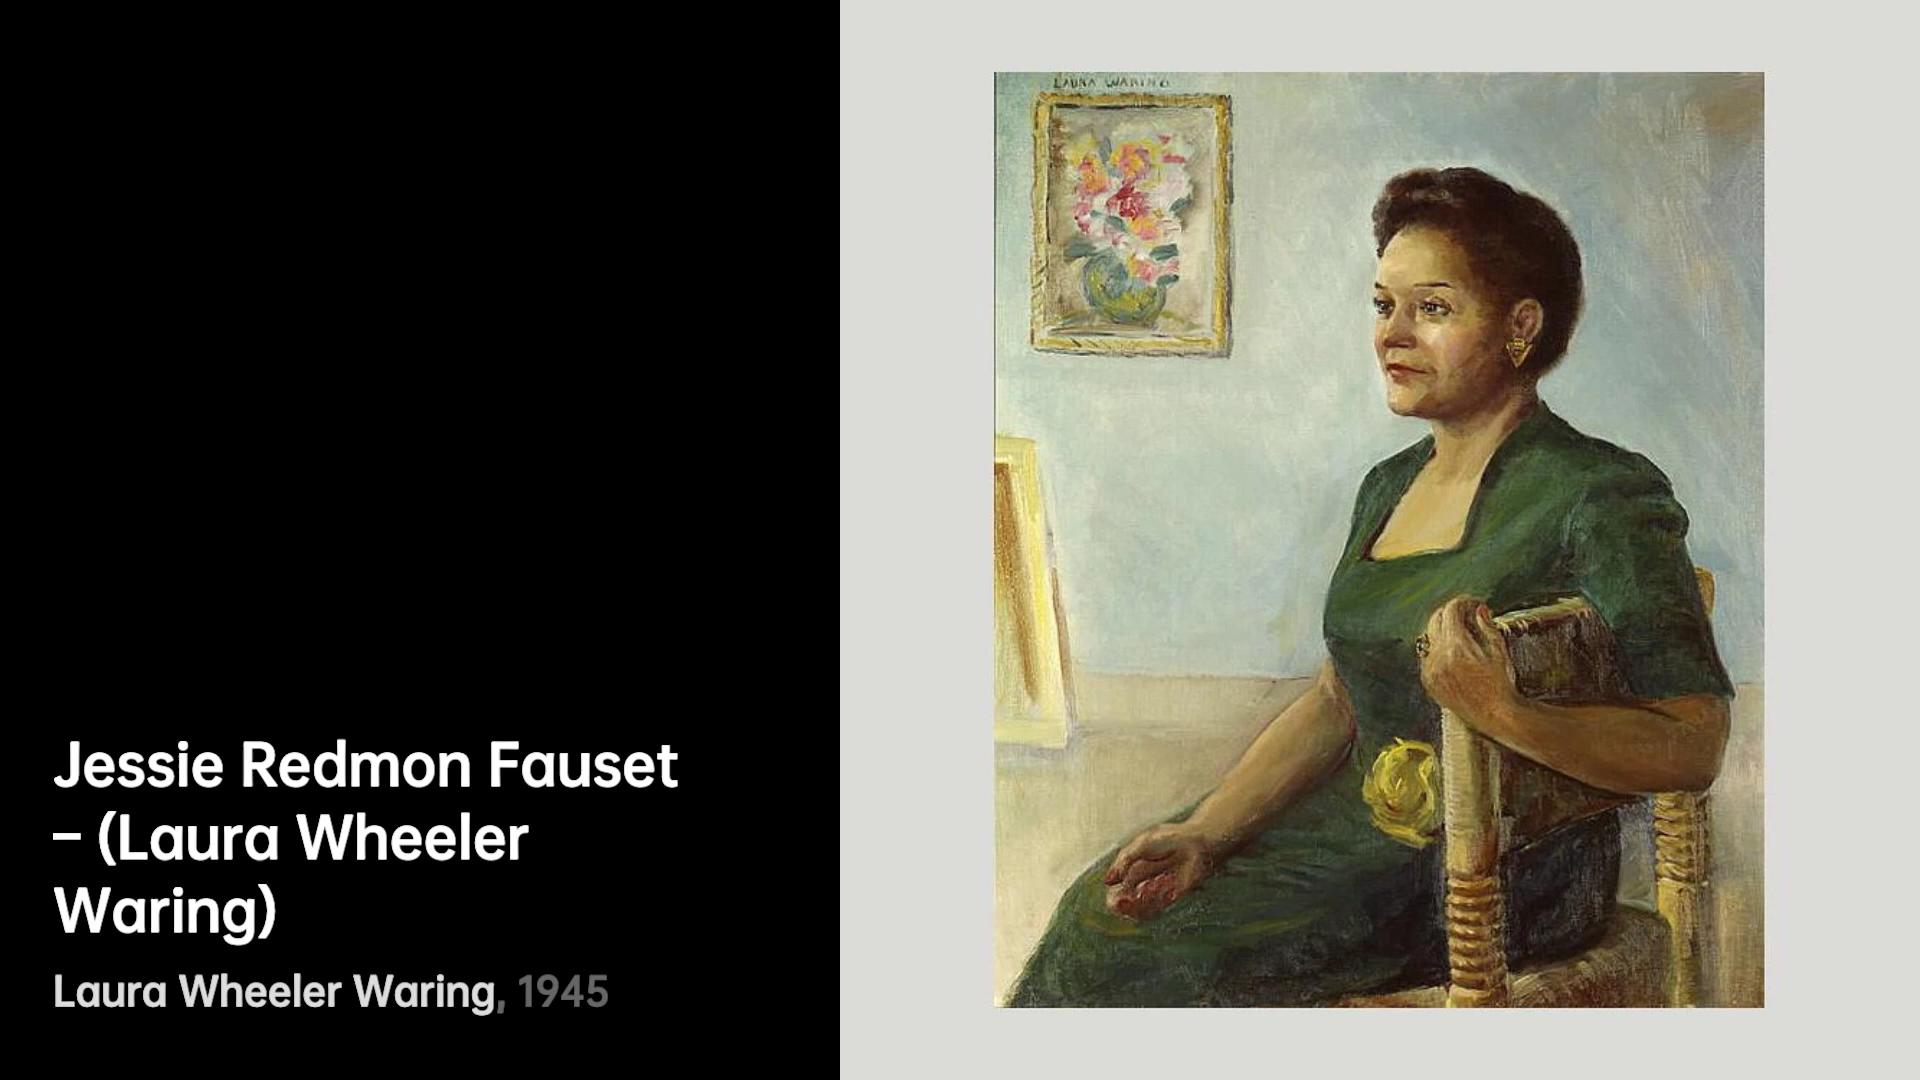 Jessie Redmon Fauset
– (Laura Wheeler
Waring)
Laura Wheeler Waring, 1945
LAURA WARING